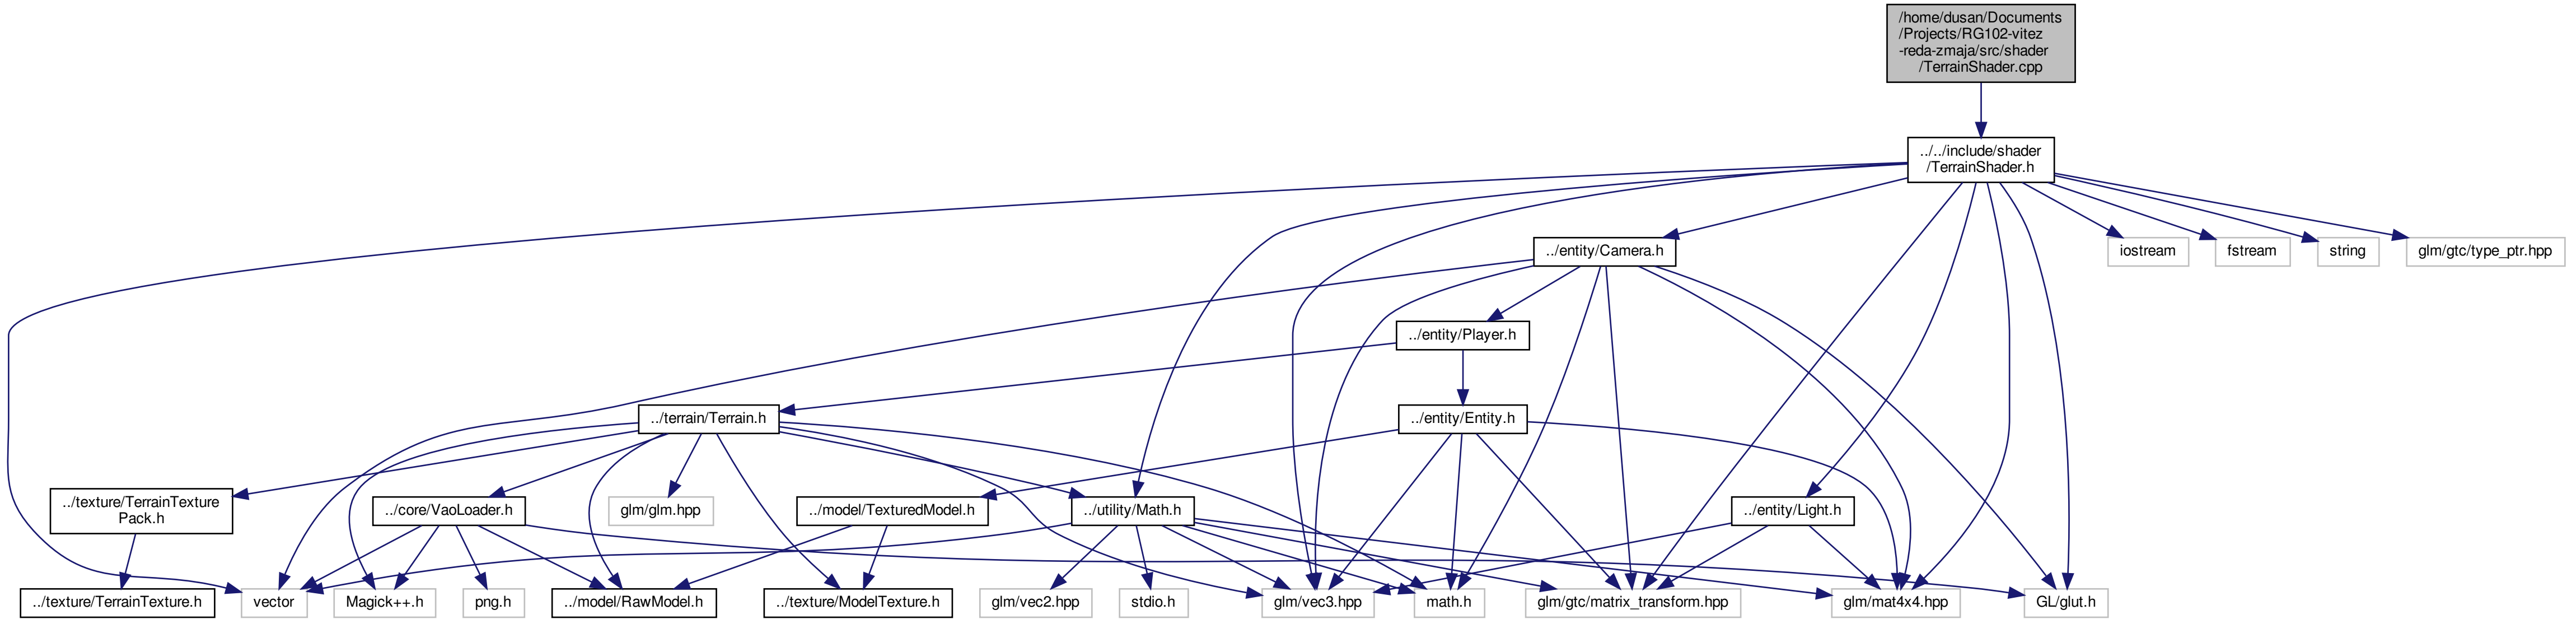 /home/dusan/Documents
/Projects/RG102-vitez
-reda-zmaja/src/shader
/TerrainShader.cpp
../../include/shader
/TerrainShader.h
../entity/Camera.h
iostream
fstream
string
glm/gtc/type_ptr.hpp
../entity/Player.h
../terrain/Terrain.h
../entity/Entity.h
../texture/TerrainTexture
Pack.h
../core/VaoLoader.h
glm/glm.hpp
../model/TexturedModel.h
../utility/Math.h
../entity/Light.h
../texture/TerrainTexture.h
vector
Magick++.h
png.h
../model/RawModel.h
../texture/ModelTexture.h
glm/vec2.hpp
stdio.h
glm/vec3.hpp
math.h
glm/gtc/matrix_transform.hpp
glm/mat4x4.hpp
GL/glut.h